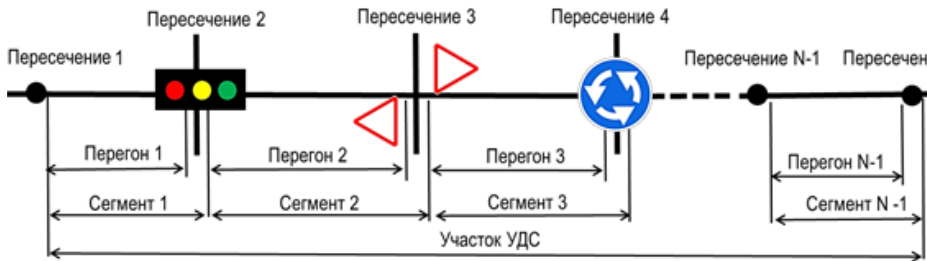 Пересечение 2
Пересечение 3
Пересечение 4
Пересечение 1
Пересечение N-1
Пересечен
Перегон 1
Перегон 2
Перегон 3
Перегон N-1
Сегмент 1
Сегмент 2
Сегмент 3
Сегмент N -1
Участок УДС